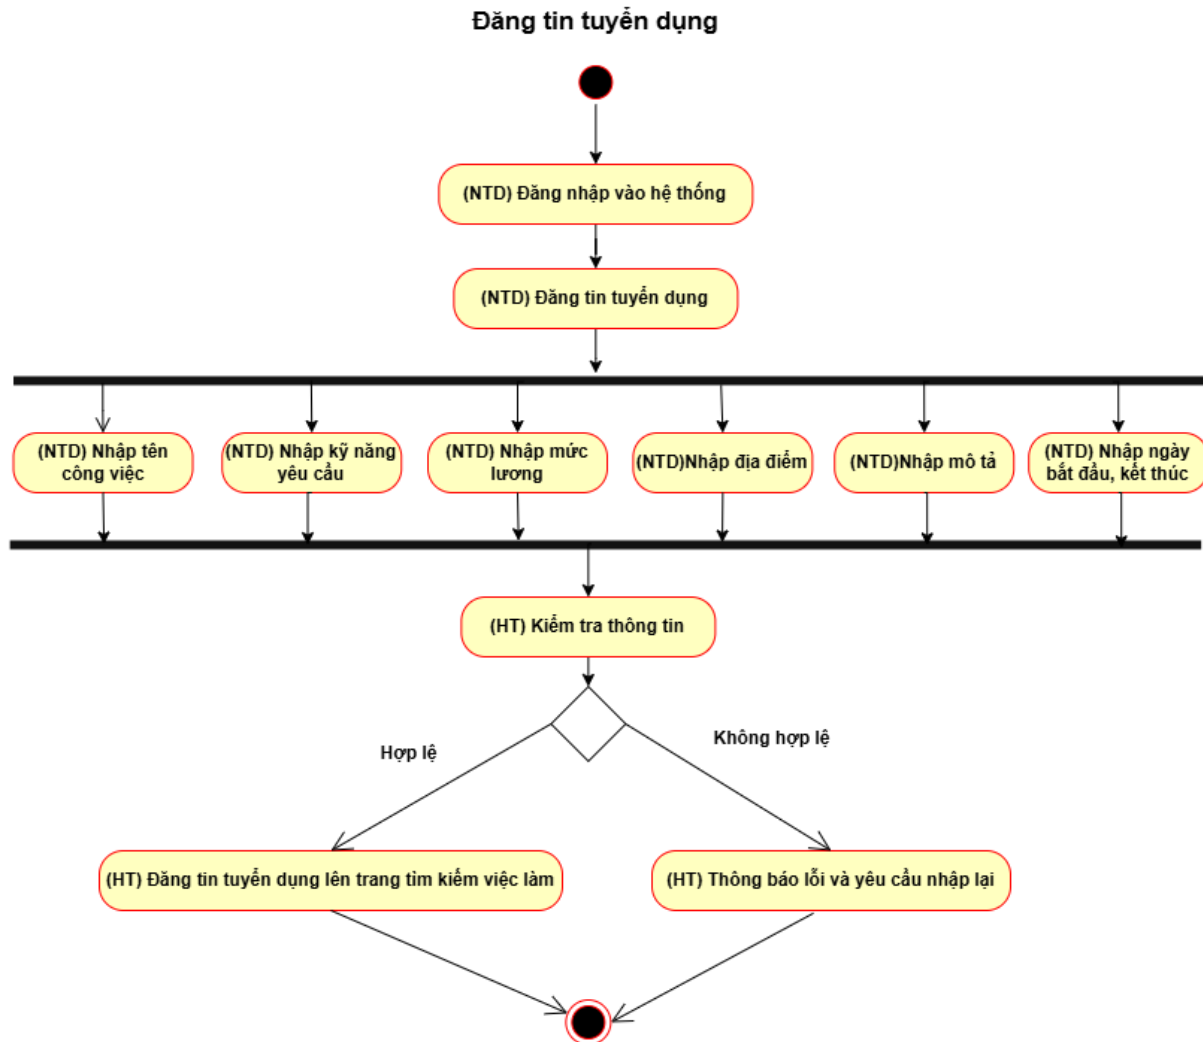 Đăng tin tuyển dụng
(NTD) Đăng nhập vào hệ thống
(NTD) Đăng tin tuyển dụng
(NTD) Nhập tên
công việc
(NTD) Nhập kỹ năng
yêu cầu
(NTD) Nhập mức
lương
(NTD)Nhập địa điểm
(NTD)Nhập mô tả
(NTD) Nhập ngày
bắt đầu, kết thúc
(HT) Kiểm tra thông tin
Hợp lệ
Không hợp lệ
(HT) Đăng tin tuyển dụng lên trang tìm kiếm việc làm
(HT) Thông báo lỗi và yêu cầu nhập lại